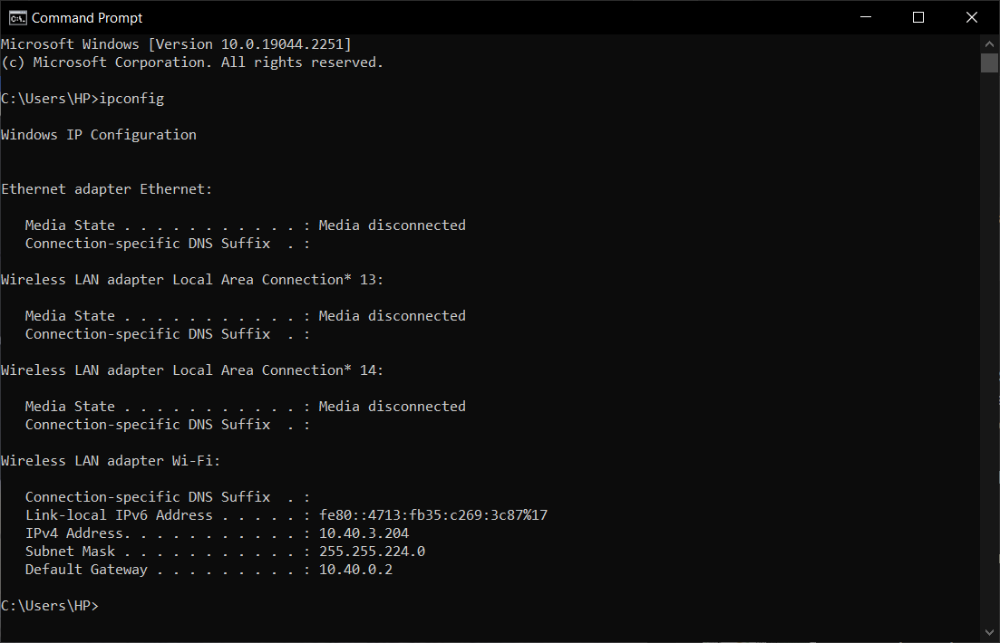 Command Prompt
Microsoft Windows [Version 10.0.19044.2251]
(c) Microsoft Corporation. All rights reserved.
C:\Users\HP>ipconfig
Windows IP Configuration
Ethernet adapter Ethernet:
   Media State . . . . . . . . . . . : Media disconnected
   Connection-specific DNS Suffix  . :
Wireless LAN adapter Local Area Connection* 13:
   Media State . . . . . . . . . . . : Media disconnected
   Connection-specific DNS Suffix  . :
Wireless LAN adapter Local Area Connection* 14:
   Media State . . . . . . . . . . . : Media disconnected
   Connection-specific DNS Suffix  . :
Wireless LAN adapter Wi-Fi:
   Connection-specific DNS Suffix  . :
   Link-local IPv6 Address . . . . . : fe80::4713:fb35:c269:3c87%17
   IPv4 Address. . . . . . . . . . . : 10.40.3.204
   Subnet Mask . . . . . . . . . . . : 255.255.224.0
   Default Gateway . . . . . . . . . : 10.40.0.2
C:\Users\HP>